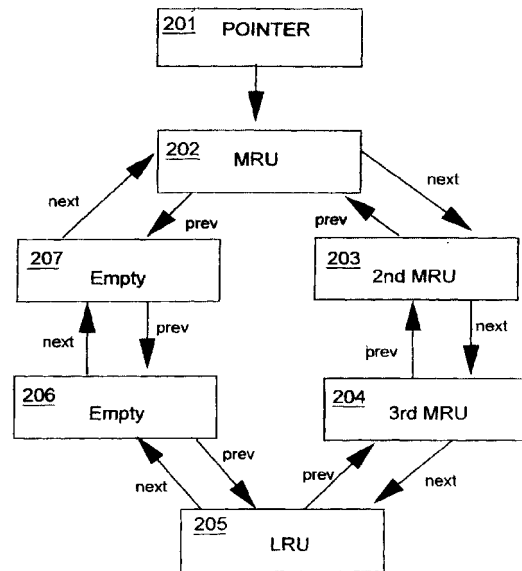 201 POINTER
202 MRU
next
next
prev
prev
207 Empty
203 2nd MRU
next
prev
prev
next
206 Empty
204 3rd MRU
prev
prev
next
next
205 LRU